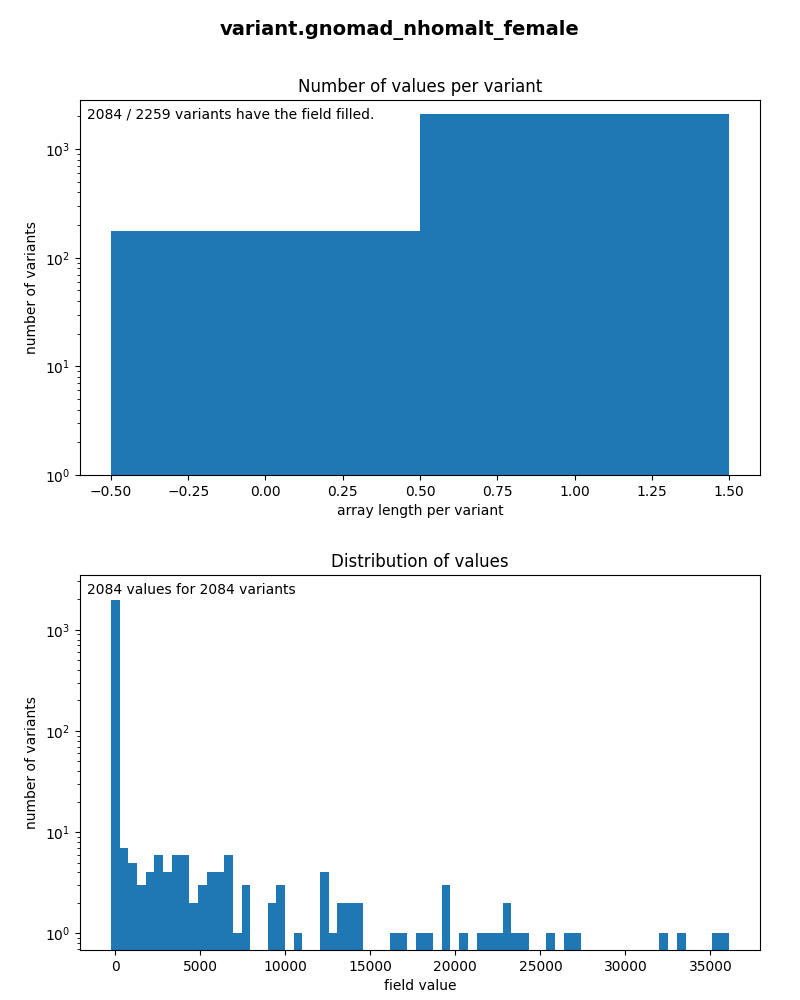 variant.gnomad_nhomalt_female
Number of values per variant
2084 / 2259 variants have the field filled.
10³
10²
10¹
10⁰
number of variants
−0.50 −0.25 0.00 0.25 0.50 0.75 1.00 1.25 1.50
array length per variant
Distribution of values
2084 values for 2084 variants
10³
10²
10¹
10⁰
number of variants
0 5000 10000 15000 20000 25000 30000 35000
field value